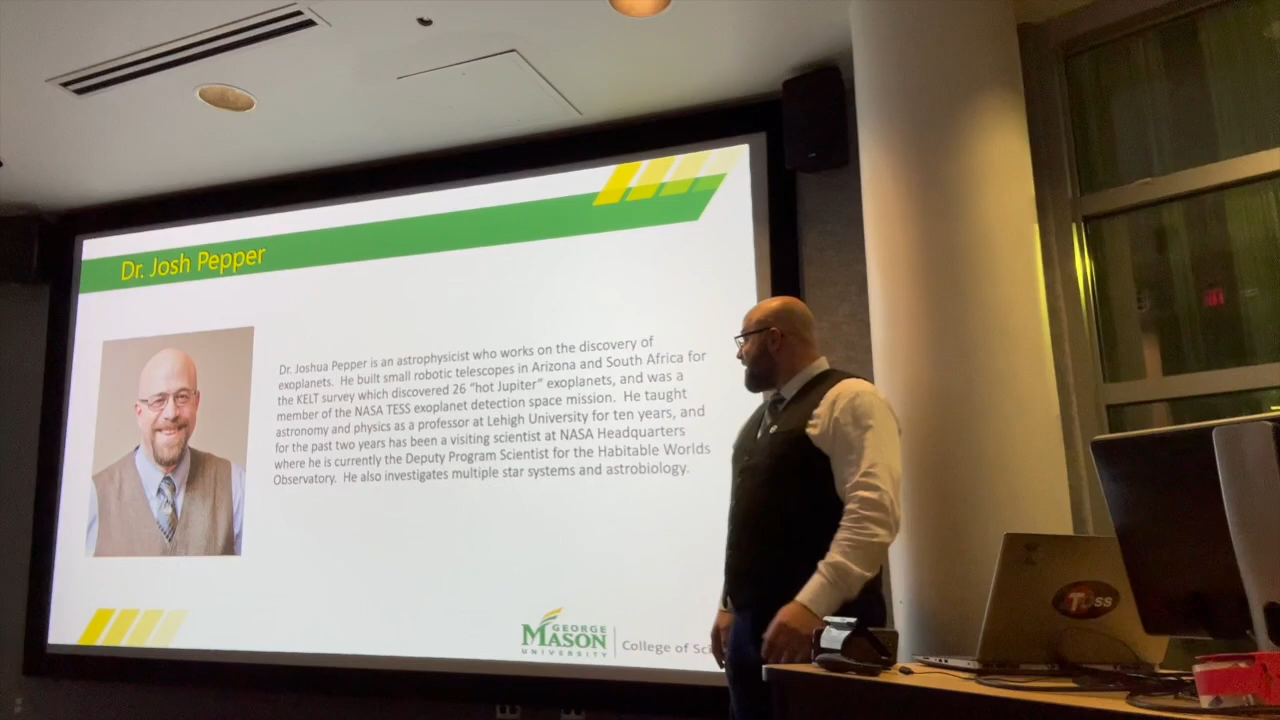 Dr. Josh Pepper
Dr. Joshua Pepper is an astrophysicist who works on the discovery of
exoplanets. He built small robotic telescopes in Arizona and South Africa for
the KELT survey which discovered 26 "hot Jupiter" exoplanets, and was a
member of the NASA TESS exoplanet detection space mission. He taught
astronomy and physics as a professor at Lehigh University for ten years, and
for the past two years has been a visiting scientist at NASA Headquarters
where he is currently the Deputy Program Scientist for the Habitable Worlds
Observatory. He also investigates multiple star systems and astrobiology.
GEORGE
MASON
UNIVERSITY
College of Sci